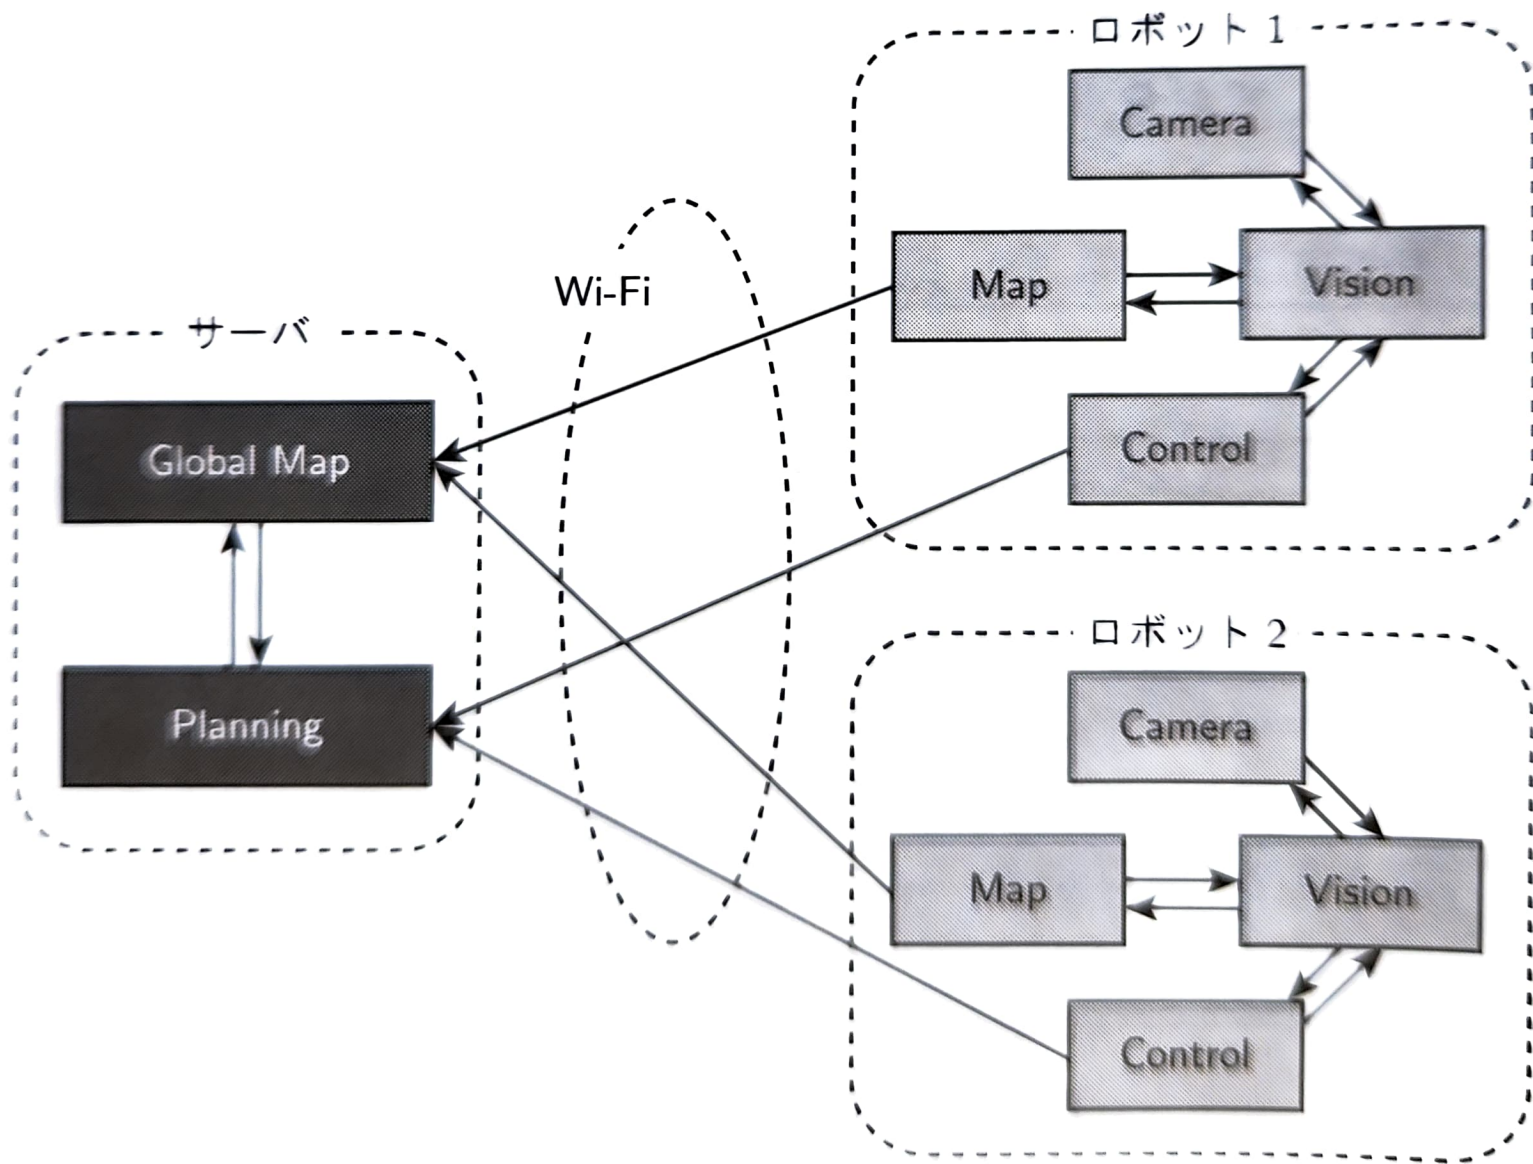 サーバ
Global Map
Planning
Wi-Fi
ロボット 1
Camera
Map
Vision
Control
ロボット 2
Camera
Map
Vision
Control